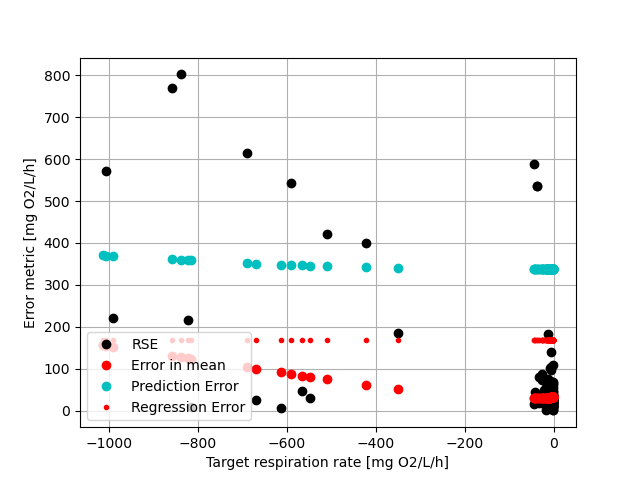 800
700
600
500
400
300
200
100
0
Error metric [mg O2/L/h]
RSE
Error in mean
Prediction Error
Regression Error
−1000 −800 −600 −400 −200 0
Target respiration rate [mg O2/L/h]